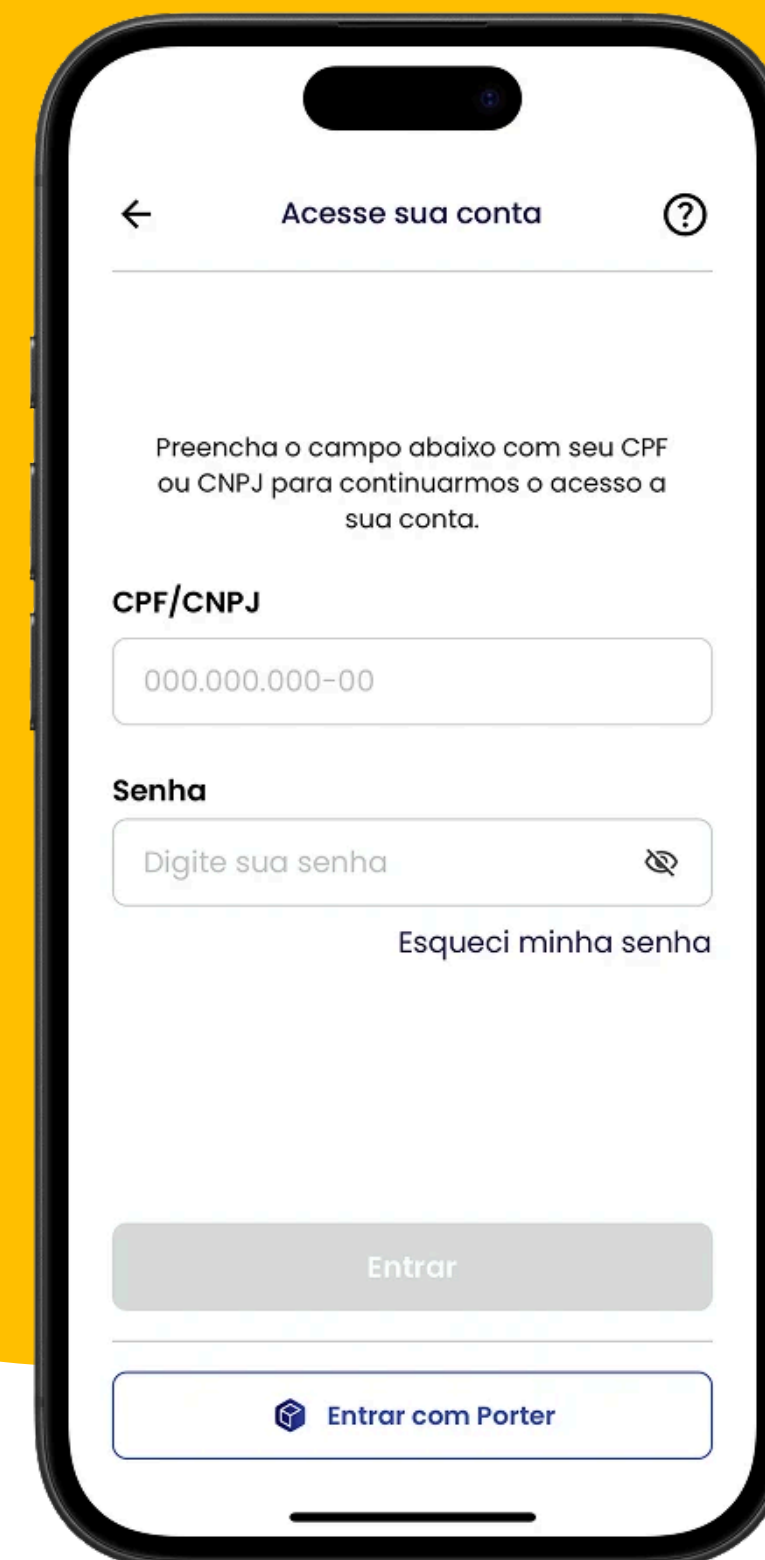 Acesse sua conta
Preencha o campo abaixo com seu CPF
ou CNPJ para continuarmos o acesso a
sua conta.
CPF/CNPJ
000.000.000-00
Senha
Digite sua senha
Esqueci minha senha
Entrar
Entrar com Porter